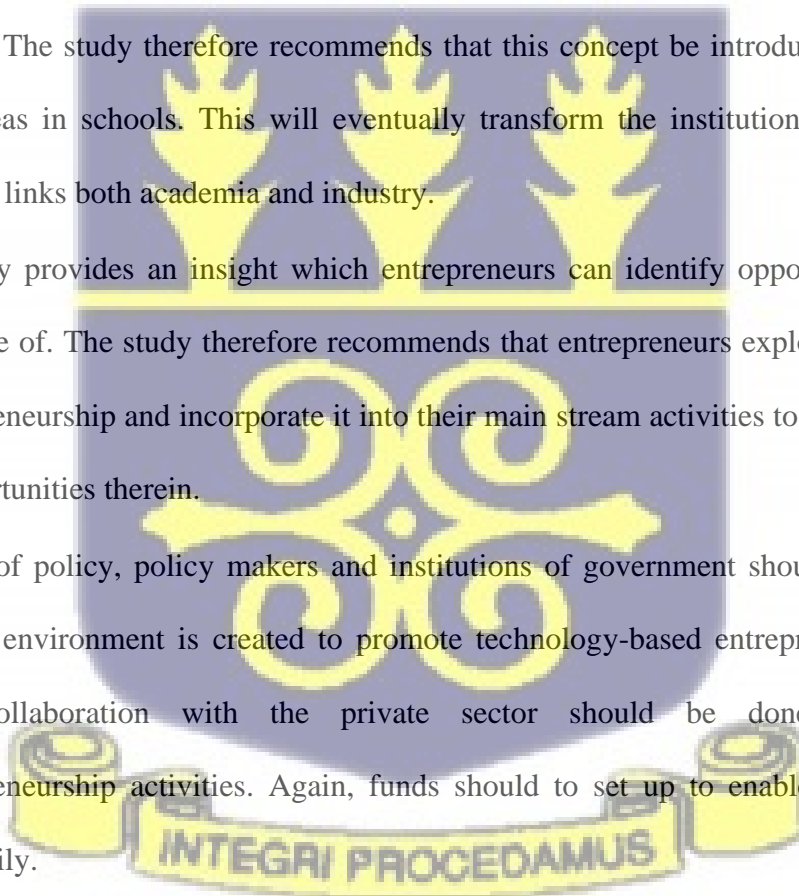 The study therefore recommends that this concept be introdu
eas in schools. This will eventually transform the institution
links both academia and industry.
y provides an insight which entrepreneurs can identify oppo
e of. The study therefore recommends that entrepreneurs explo
eneurship and incorporate it into their main stream activities to
rtunities therein.
of policy, policy makers and institutions of government shou
environment is created to promote technology-based entrepr
ollaboration with the private sector should be done
eneurship activities. Again, funds should to set up to enable
ily.
INTEGRI PROCEDAMUS